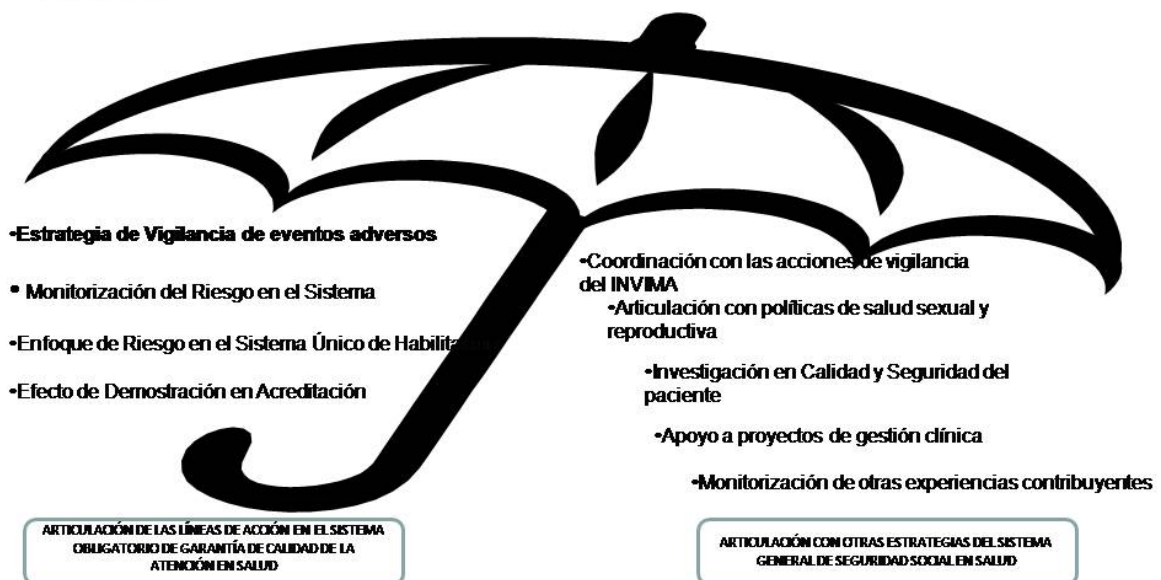 •Estrategia de Vigilancia de eventos adversos
• Monitorización del Riesgo en el Sistema
•Enfoque de Riesgo en el Sistema Único de
•Efecto de Demostración en Acreditación
ARTICULACIÓN DE LAS LÍNEAS DE ACCIÓN EN EL SISTEMA
OBLIGATORIO DE GARANTÍA DE CALIDAD DE LA
ATENCIÓN EN SALUD
•Coordinación con las acciones de vigilancia
del INVIMA
•Articulación con políticas de salud sexual y
reproductiva
•Investigación en Calidad y Seguridad del
paciente
•Apoyo a proyectos de gestión clínica
•Monitorización de otras experiencias contribuyentes
ARTICULACIÓN CON OTRAS ESTRATEGIAS DEL SISTEMA
GENERAL DE SEGURIDAD SOCIAL EN SALUD